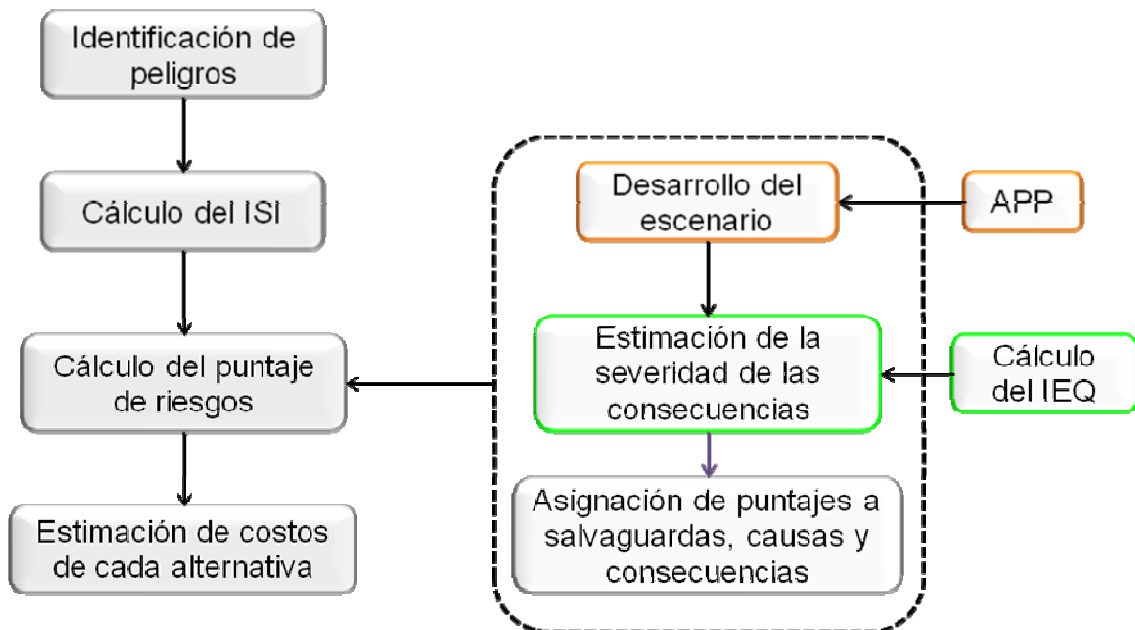 Identificación de
peligros
Cálculo del ISI
Cálculo del puntaje
de riesgos
Estimación de costos
de cada alternativa
Desarrollo del
escenario
APP
Estimación de la
severidad de las
consecuencias
Cálculo
del IEQ
Asignación de puntajes a
salvaguardas, causas y
consecuencias